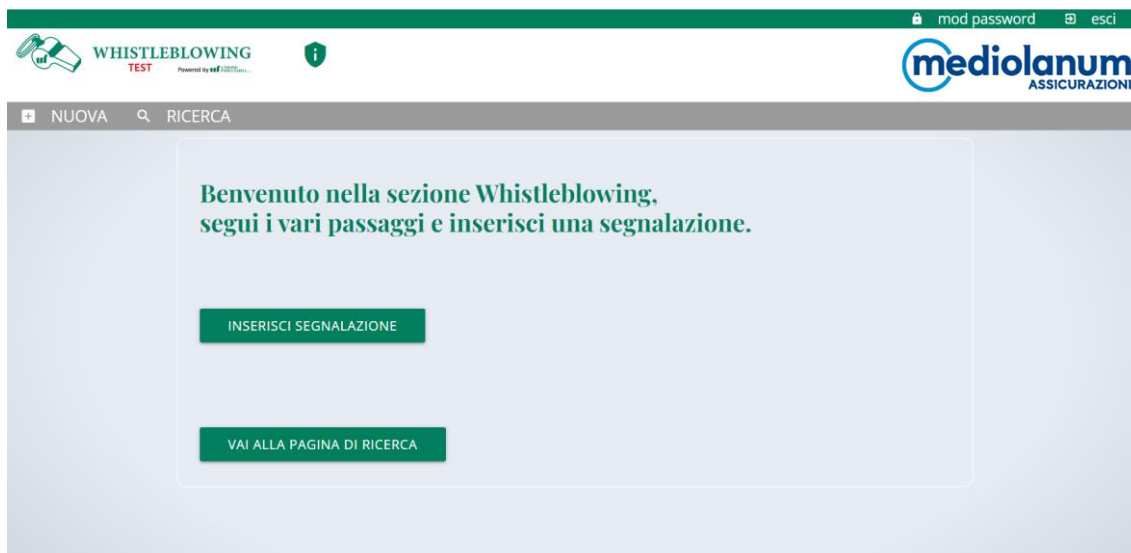 mod password esci
WHISTLEBLOWING
TEST Powered by
mediolanum
ASSICURAZIONI
NUOVA RICERCA
Benvenuto nella sezione Whistleblowing,
segui i vari passaggi e inserisci una segnalazione.
INSERISCI SEGNALAZIONE
VAI ALLA PAGINA DI RICERCA